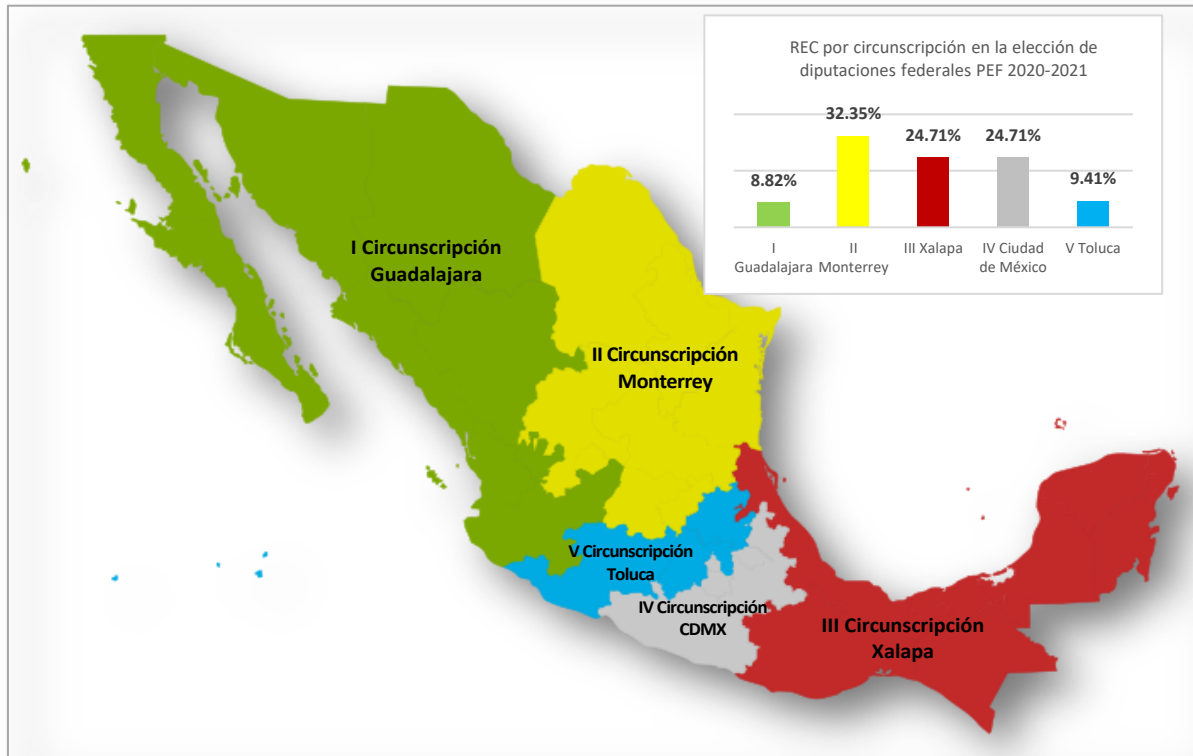 REC por circunscripción en la elección de
diputaciones federales PEF 2020-2021
32.35%
24.71%
24.71%
8.82%
9.41%
I
Guadalajara
II
Monterrey
III Xalapa
IV Ciudad
de México
V Toluca
I Circunscripción
Guadalajara
II Circunscripción
Monterrey
V Circunscripción
Toluca
IV Circunscripción
CDMX
III Circunscripción
Xalapa